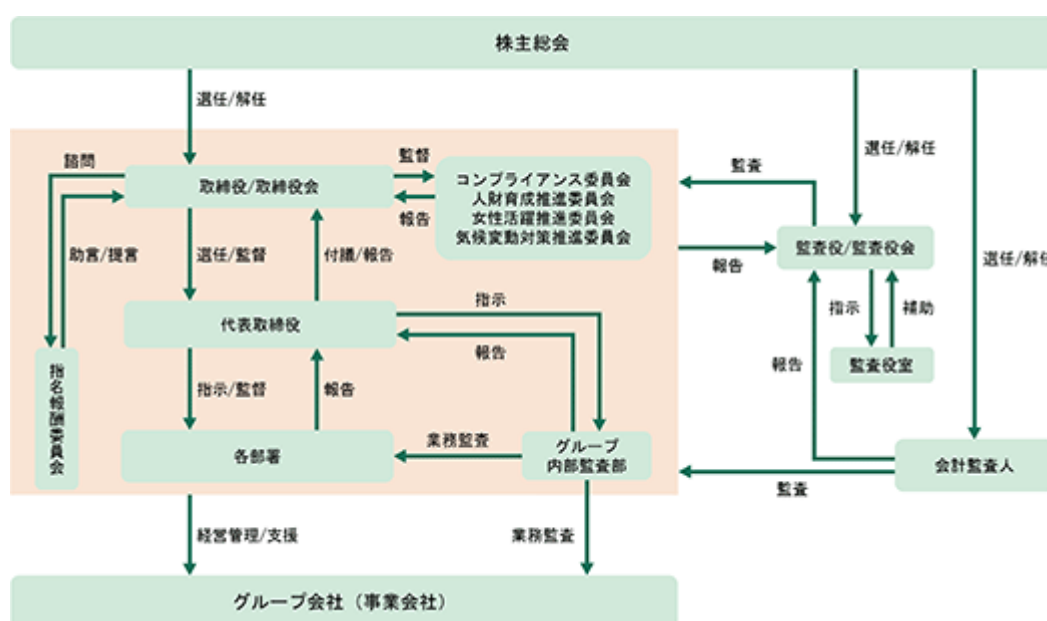 株主総会
選任/解任
選任/解任
選任/解任
諮問
取締役/取締役会
監督
報告
コンプライアンス委員会
人財育成推進委員会
女性活躍推進委員会
気候変動対策推進委員会
監査
報告
監査役/監査役会
助言/提言
選任/監督
付議/報告
指示
代表取締役
報告
指示
補助
監査役室
報告
指名報酬委員会
指示/監督
報告
各部署
業務監査
グループ
内部監査部
会計監査人
監査
経営管理/支援
業務監査
グループ会社（事業会社）